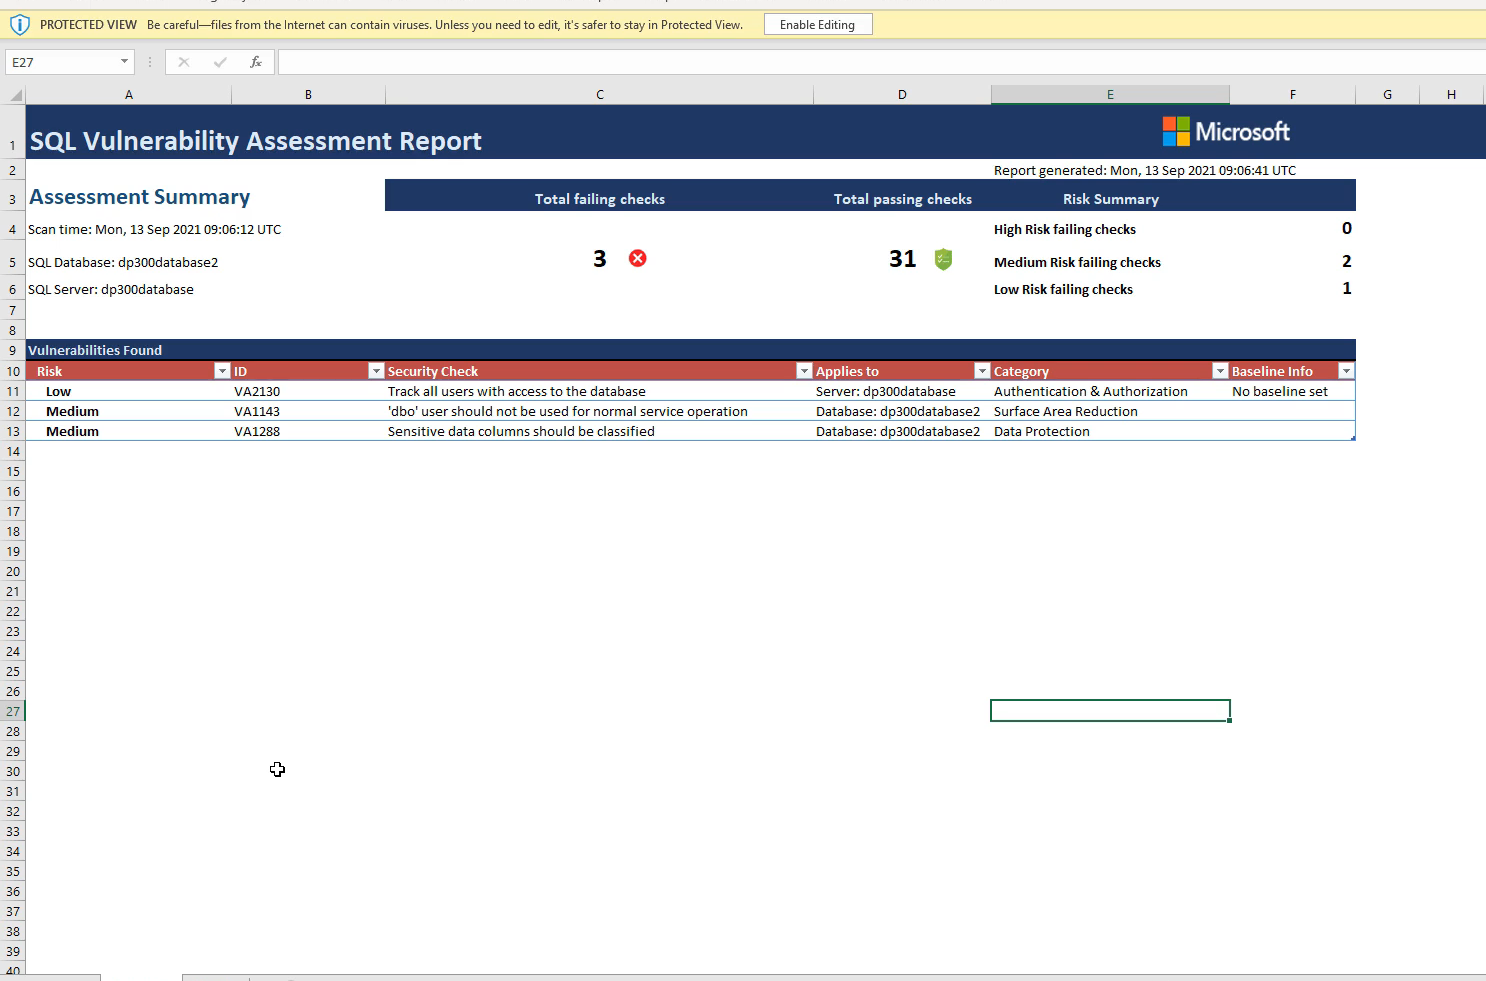 PROTECTED VIEW Be careful—files from the Internet can contain viruses. Unless you need to edit, it's safer to stay in Protected View. Enable Editing
E27 fx
A B C D E F G H
1 SQL Vulnerability Assessment Report Microsoft
2 Report generated: Mon, 13 Sep 2021 09:06:41 UTC
3 Assessment Summary Total failing checks Total passing checks Risk Summary
4 Scan time: Mon, 13 Sep 2021 09:06:12 UTC High Risk failing checks 0
5 SQL Database: dp300database2 3 31 Medium Risk failing checks 2
6 SQL Server: dp300database Low Risk failing checks 1
7
8
9 Vulnerabilities Found
10 Risk ID Security Check Applies to Category Baseline Info
11 Low VA2130 Track all users with access to the database Server: dp300database Authentication & Authorization No baseline set
12 Medium VA1143 'dbo' user should not be used for normal service operation Database: dp300database2 Surface Area Reduction
13 Medium VA1288 Sensitive data columns should be classified Database: dp300database2 Data Protection
14
15
16
17
18
19
20
21
22
23
24
25
26
27
28
29
30
31
32
33
34
35
36
37
38
39
40